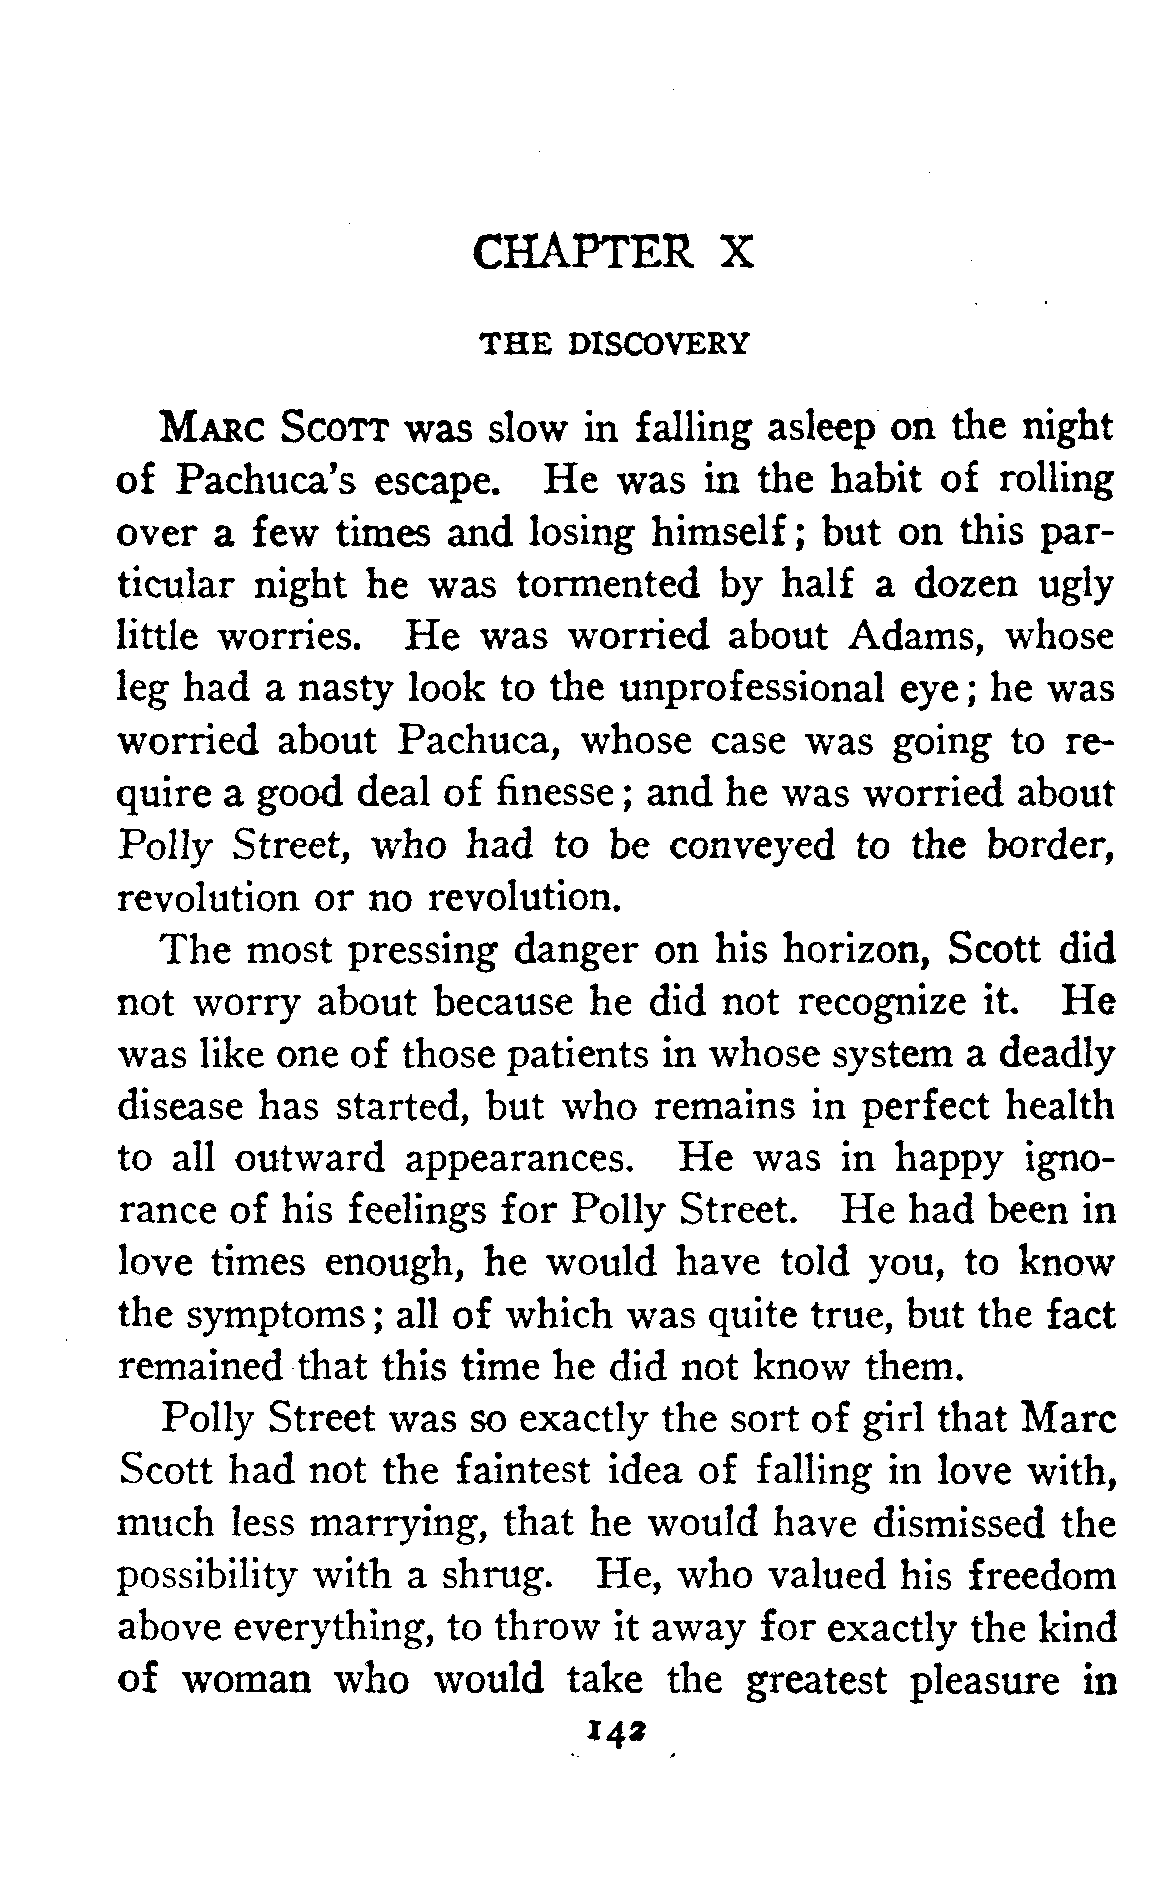 CHAPTER X
THE DISCOVERY
MARC SCOTT was slow in falling asleep on the night
of Pachuca's escape. He was in the habit of rolling
over a few times and losing himself; but on this par-
ticular night he was tormented by half a dozen ugly
little worries. He was worried about Adams, whose
leg had a nasty look to the unprofessional eye; he was
worried about Pachuca, whose case was going to re-
quire a good deal of finesse; and he was worried about
Polly Street, who had to be conveyed to the border,
revolution or no revolution.
The most pressing danger on his horizon, Scott did
not worry about because he did not recognize it. He
was like one of those patients in whose system a deadly
disease has started, but who remains in perfect health
to all outward appearances. He was in happy igno-
rance of his feelings for Polly Street. He had been in
love times enough, he would have told you, to know
the symptoms; all of which was quite true, but the fact
remained that this time he did not know them.
Polly Street was so exactly the sort of girl that Marc
Scott had not the faintest idea of falling in love with,
much less marrying, that he would have dismissed the
possibility with a shrug. He, who valued his freedom
above everything, to throw it away for exactly the kind
of woman who would take the greatest pleasure in
142